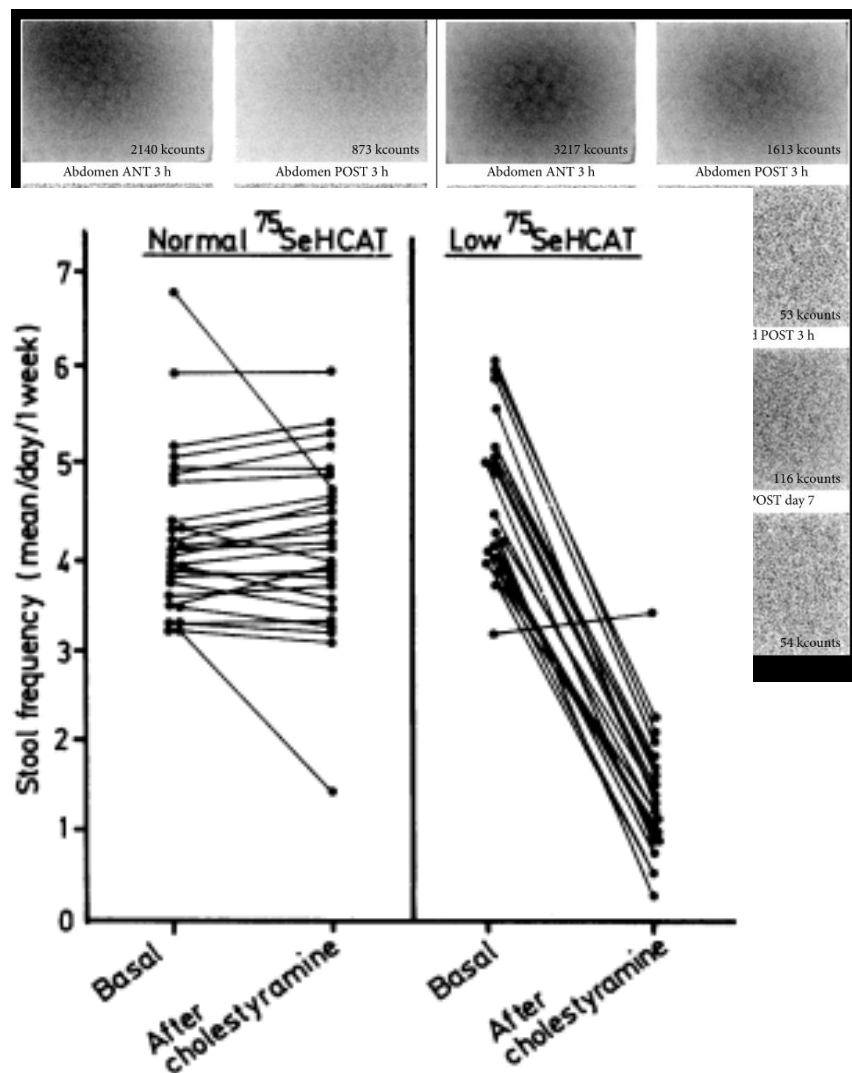 2140 kcounts
873 kcounts
3217 kcounts
1613 kcounts
Abdomen ANT 3 h
Abdomen POST 3 h
Abdomen ANT 3 h
Abdomen POST 3 h
53 kcounts
POST 3 h
116 kcounts
POST day 7
54 kcounts
Normal ⁷⁵SeHCAT
Low ⁷⁵SeHCAT
Stool frequency (mean/day/1 week)
7
6
5
4
3
2
1
0
Basal
After
cholestyramine
Basal
After
cholestyramine